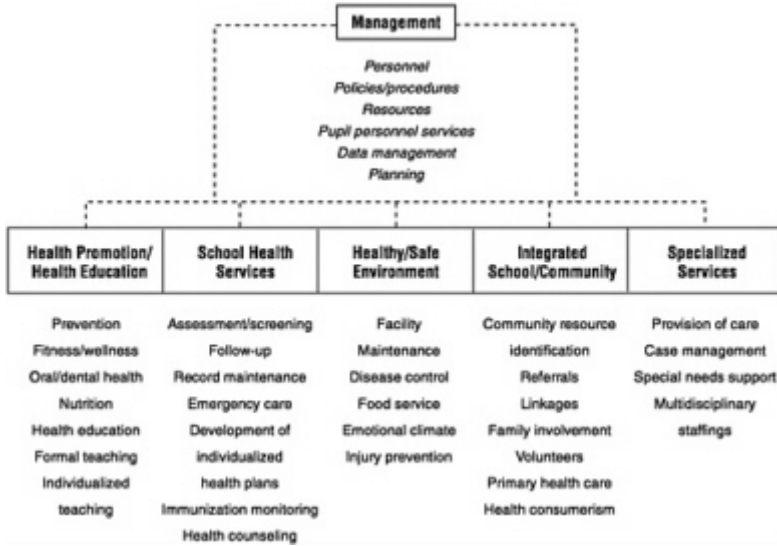 Management
Personnel
Policies/procedures
Resources
Pupil personnel services
Data management
Planning
Health Promotion/
Health Education
Prevention
Fitness/wellness
Oral/dental health
Nutrition
Health education
Formal teaching
Individualized
teaching
School Health
Services
Assessment/screening
Follow-up
Record maintenance
Emergency care
Development of
individualized
health plans
Immunization monitoring
Health counseling
Healthy/Safe
Environment
Facility
Maintenance
Disease control
Food service
Emotional climate
Injury prevention
Integrated
School/Community
Community resource
identification
Referrals
Linkages
Family involvement
Volunteers
Primary health care
Health consumerism
Specialized
Services
Provision of care
Case management
Special needs support
Multidisciplinary
staffings